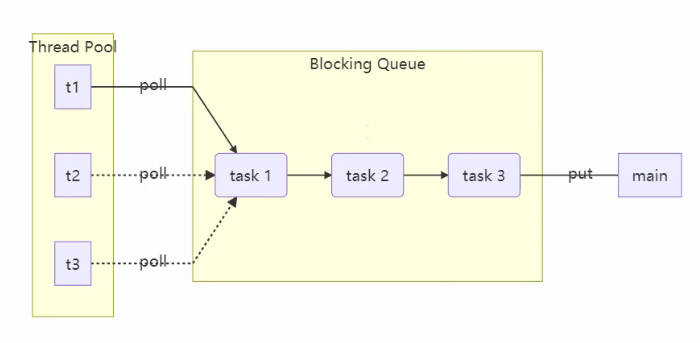 Thread Pool
Blocking Queue
t1
poll
t2
poll
task 1
task 2
task 3
put
main
t3
poll